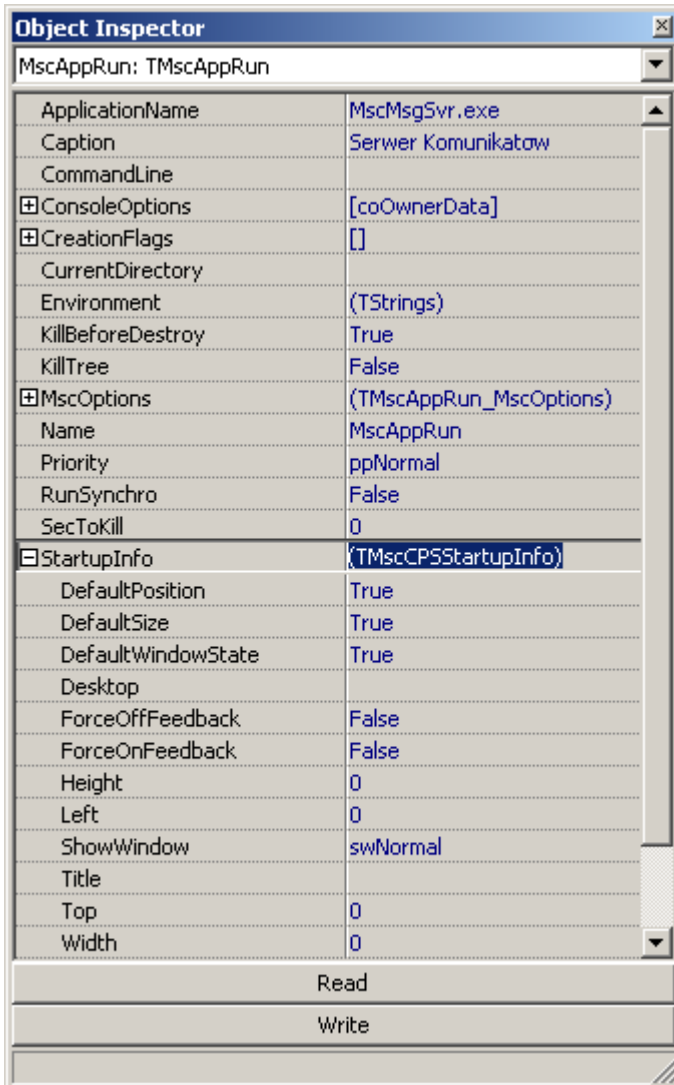 Object Inspector
MscAppRun: TMscAppRun
ApplicationName MscMsgSvr.exe
Caption Serwer Komunikatow
CommandLine
ConsoleOptions [coOwnerData]
CreationFlags []
CurrentDirectory
Environment (TStrings)
KillBeforeDestroy True
KillTree False
MscOptions (TMscAppRun_MscOptions)
Name MscAppRun
Priority ppNormal
RunSynchro False
SecToKill 0
StartupInfo (TMscCPSStartupInfo)
DefaultPosition True
DefaultSize True
DefaultWindowState True
Desktop
ForceOffFeedback False
ForceOnFeedback False
Height 0
Left 0
ShowWindow swNormal
Title
Top 0
Width 0
Read
Write